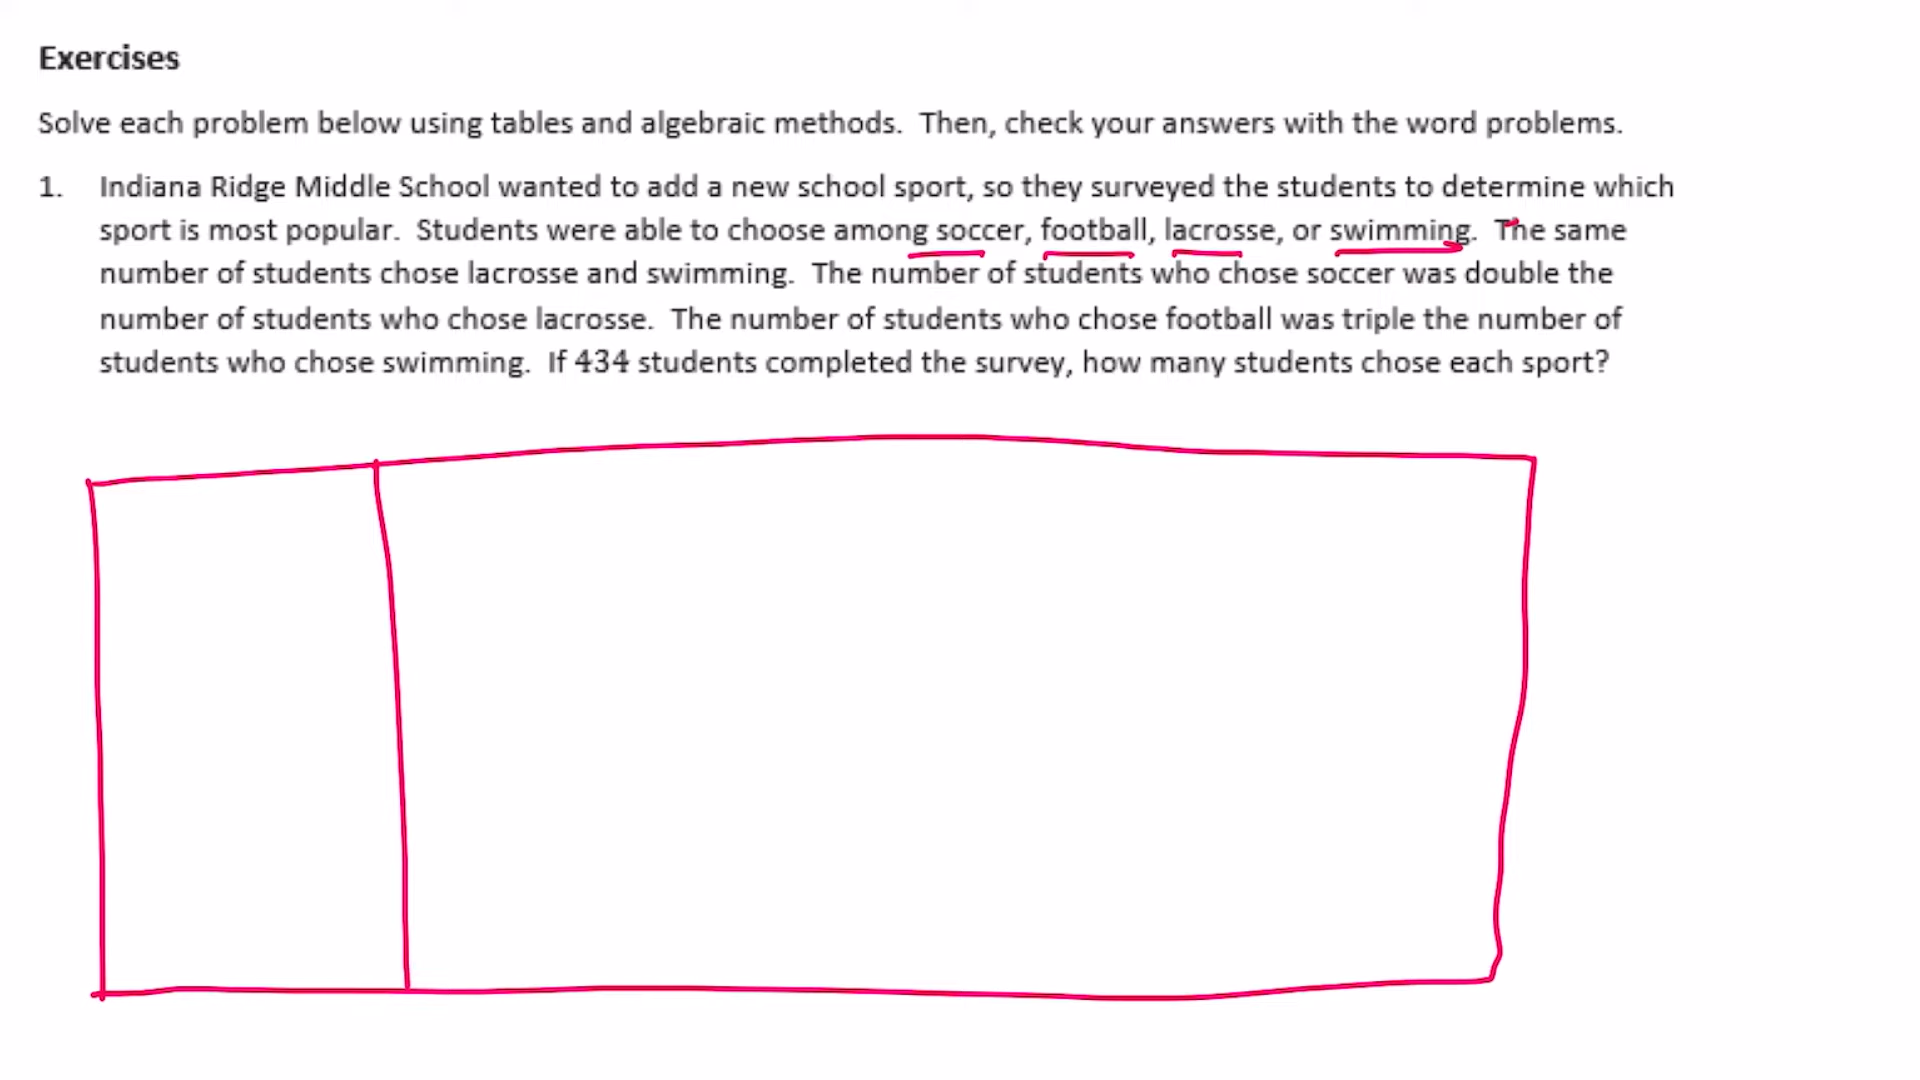 Exercises
Solve each problem below using tables and algebraic methods. Then, check your answers with the word problems.
1. Indiana Ridge Middle School wanted to add a new school sport, so they surveyed the students to determine which
sport is most popular. Students were able to choose among soccer, football, lacrosse, or swimming. The same
number of students chose lacrosse and swimming. The number of students who chose soccer was double the
number of students who chose lacrosse. The number of students who chose football was triple the number of
students who chose swimming. If 434 students completed the survey, how many students chose each sport?